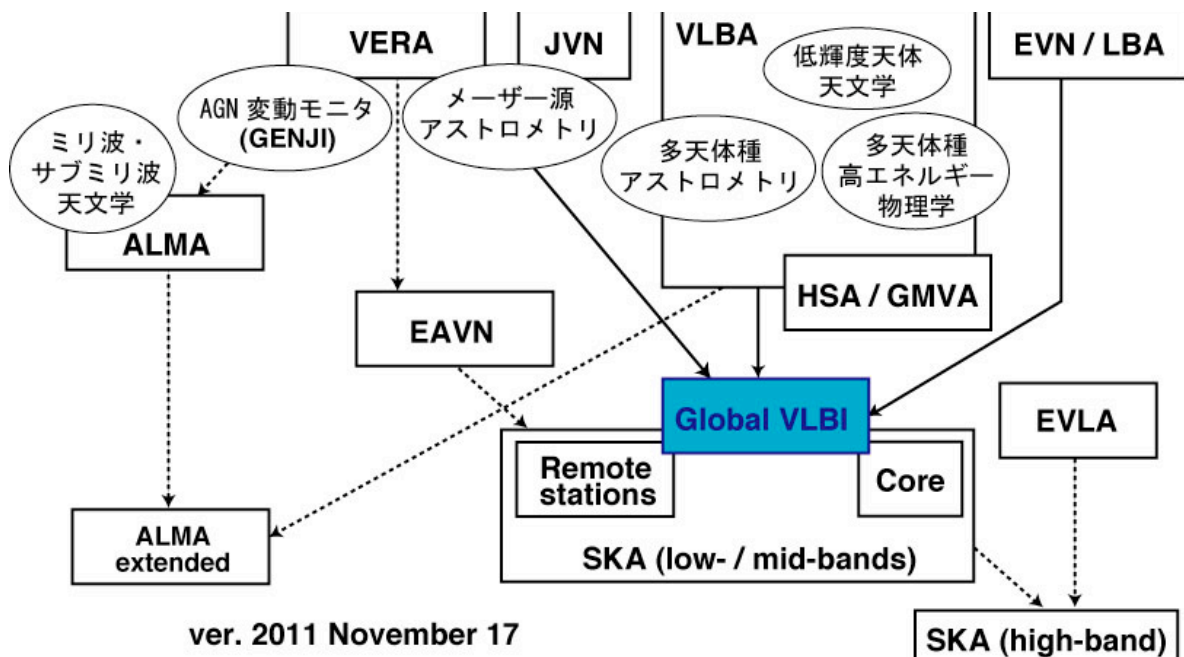 VERA
JVN
VLBA
EVN / LBA
低輝度天体
天文学
AGN 変動モニタ
(GENJI)
メーザー源
アストロメトリ
ミリ波・
サブミリ波
天文学
多天体種
アストロメトリ
多天体種
高エネルギー
物理学
ALMA
HSA / GMVA
EAVN
Global VLBI
EVLA
Remote
stations
Core
ALMA
extended
SKA (low- / mid-bands)
ver. 2011 November 17
SKA (high-band)